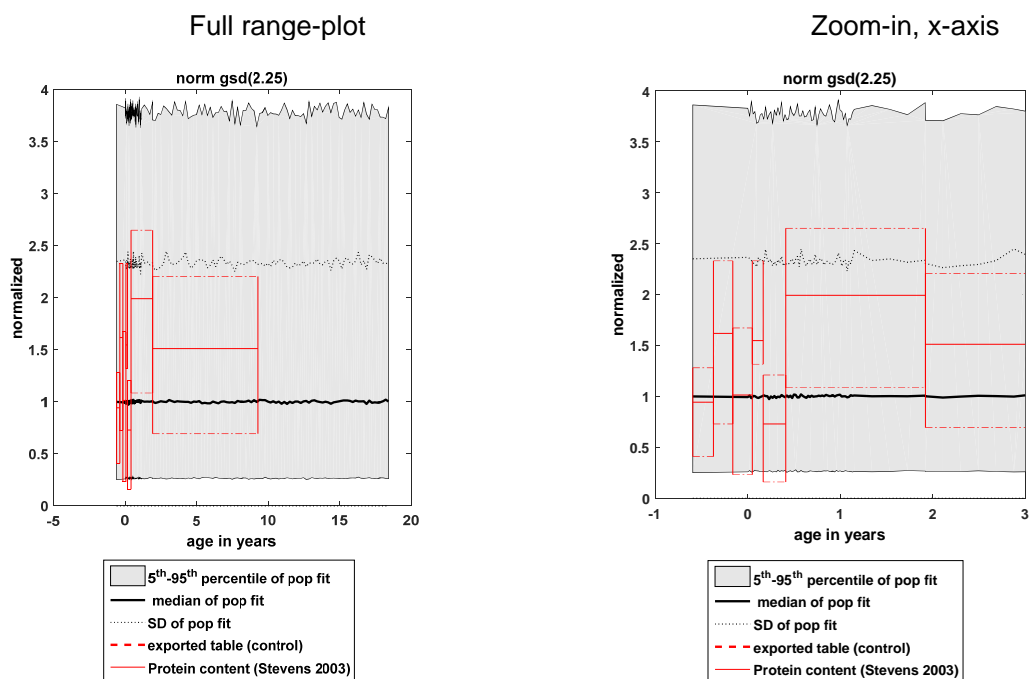 Full range-plot
norm gsd(2.25)
4
3.5
3
2.5
2
1.5
1
0.5
0
normalized
-5 0 5 10 15 20
age in years
5th-95th percentile of pop fit
median of pop fit
SD of pop fit
exported table (control)
Protein content (Stevens 2003)
Zoom-in, x-axis
norm gsd(2.25)
4
3.5
3
2.5
2
1.5
1
0.5
0
normalized
-1 0 1 2 3
age in years
5th-95th percentile of pop fit
median of pop fit
SD of pop fit
exported table (control)
Protein content (Stevens 2003)